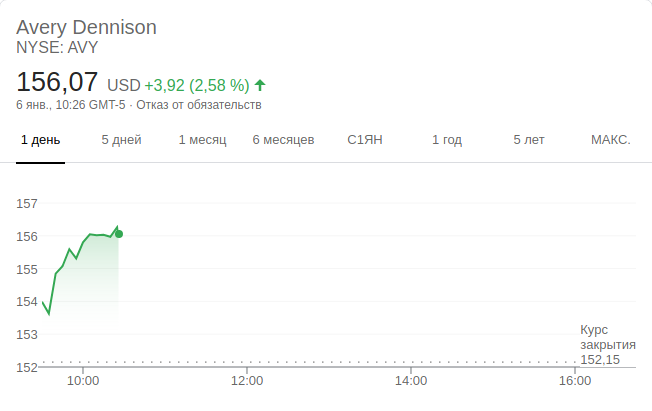 Avery Dennison
NYSE: AVY
156,07 USD +3,92 (2,58 %)
6 янв., 10:26 GMT-5 · Отказ от обязательств
1 день 5 дней 1 месяц 6 месяцев С1ЯН 1 год 5 лет МАКС.
157
156
155
154
153
152
Курс
закрытия
152,15
10:00 12:00 14:00 16:00